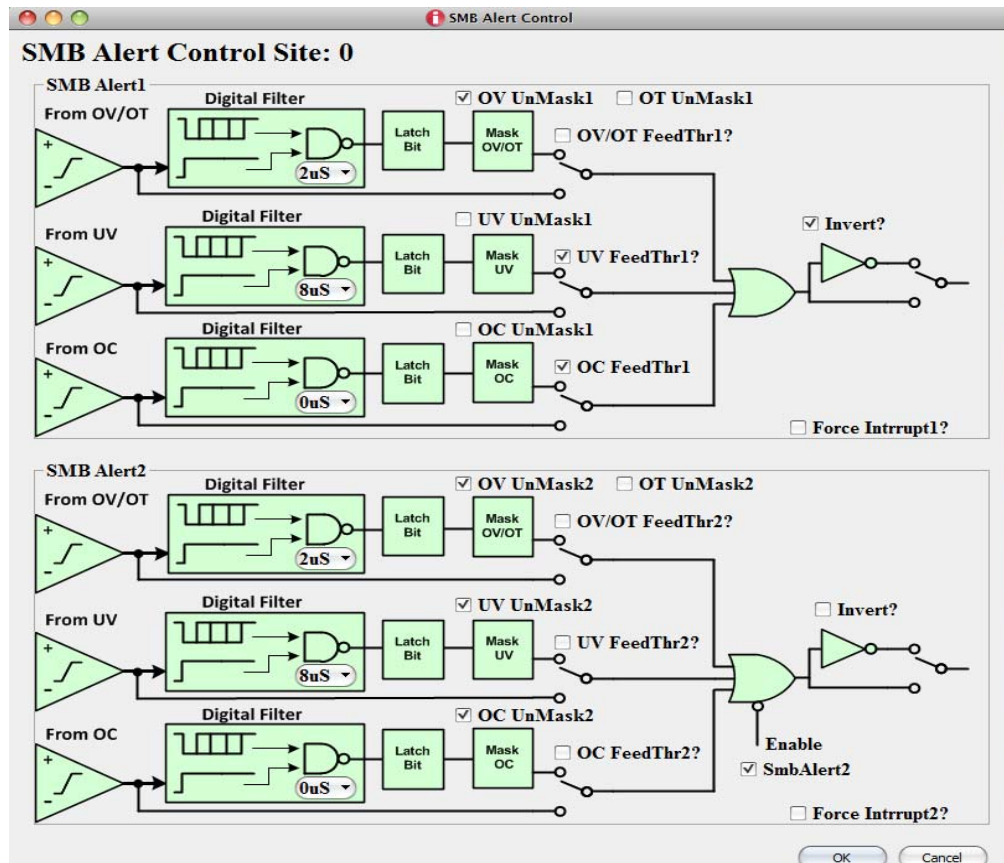 SMB Alert Control
SMB Alert Control Site: 0
SMB Alert1
From OV/OT
Digital Filter
2uS
Latch Bit
Mask OV/OT
OV UnMask1
OT UnMask1
OV/OT FeedThr1?
From UV
Digital Filter
8uS
Latch Bit
Mask UV
UV UnMask1
UV FeedThr1?
Invert?
From OC
Digital Filter
0uS
Latch Bit
Mask OC
OC UnMask1
OC FeedThr1
Force Intrrupt1?
SMB Alert2
From OV/OT
Digital Filter
2uS
Latch Bit
Mask OV/OT
OV UnMask2
OT UnMask2
OV/OT FeedThr2?
From UV
Digital Filter
8uS
Latch Bit
Mask UV
UV UnMask2
UV FeedThr2?
Invert?
From OC
Digital Filter
0uS
Latch Bit
Mask OC
OC UnMask2
OC FeedThr2?
Enable
SmbAlert2
Force Intrrupt2?
OK
Cancel